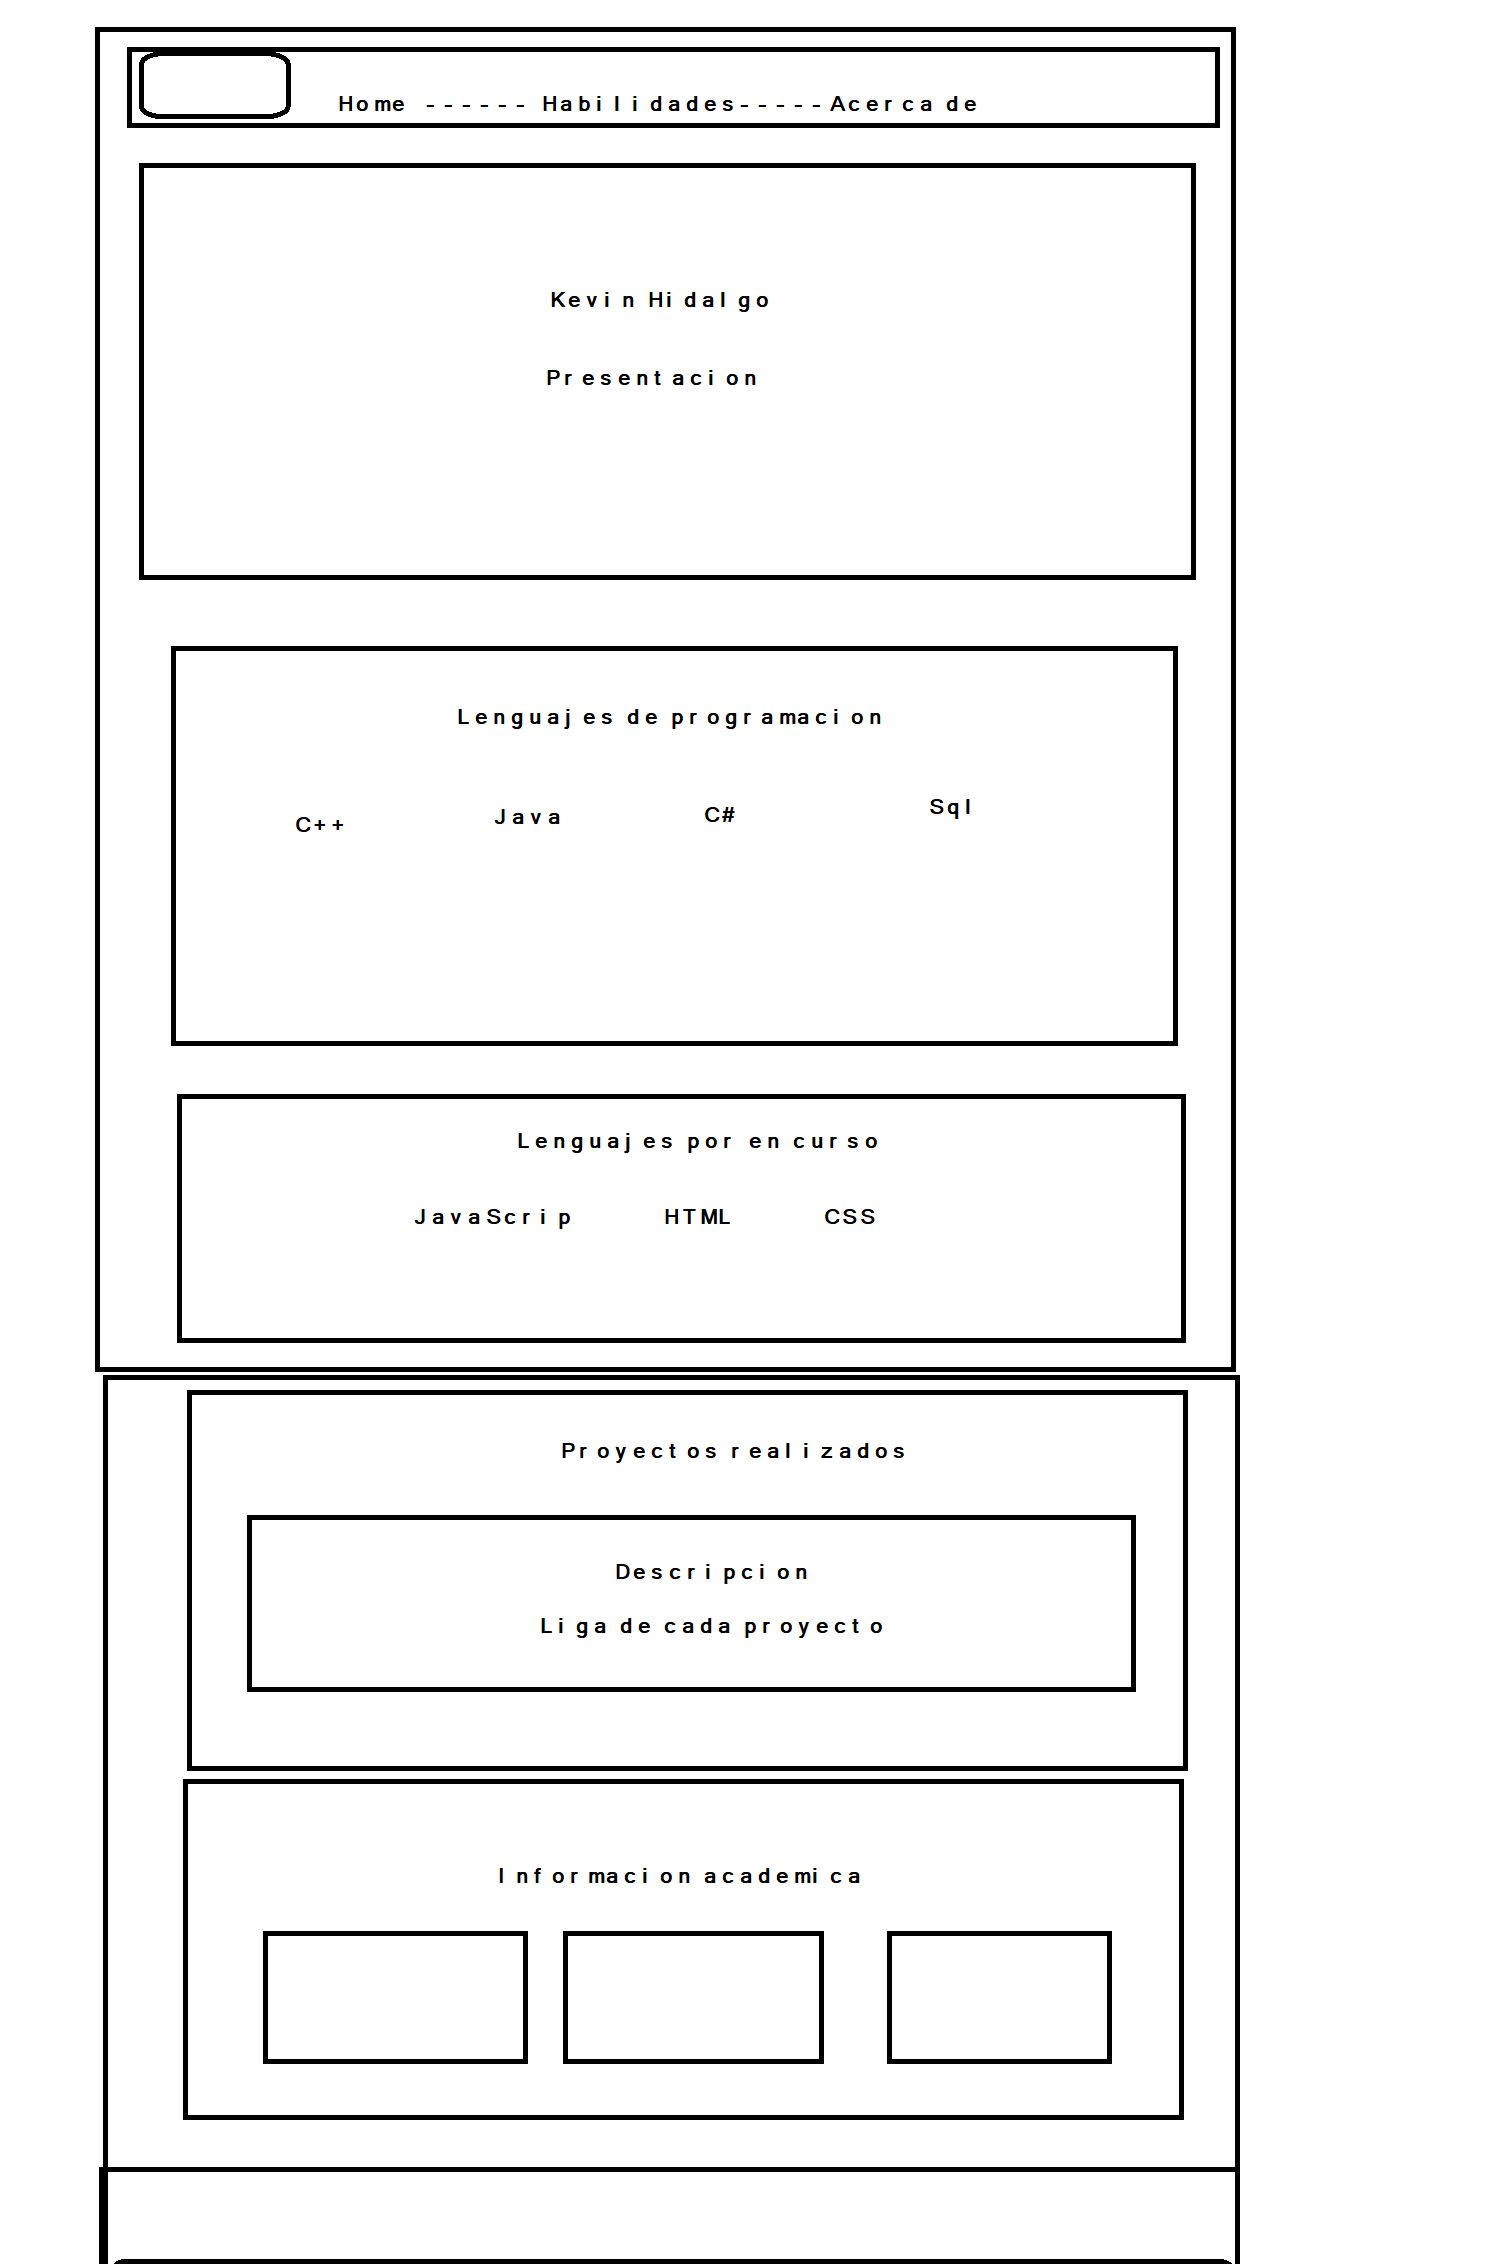 Home ------ Habilidades-----Acerca de
Kevin Hidalgo
Presentacion
Lenguajes de programacion
C++ Java C# Sql
Lenguajes por en curso
JavaScrip HTML CSS
Proyectos realizados
Descripcion
Liga de cada proyecto
Informacion academica